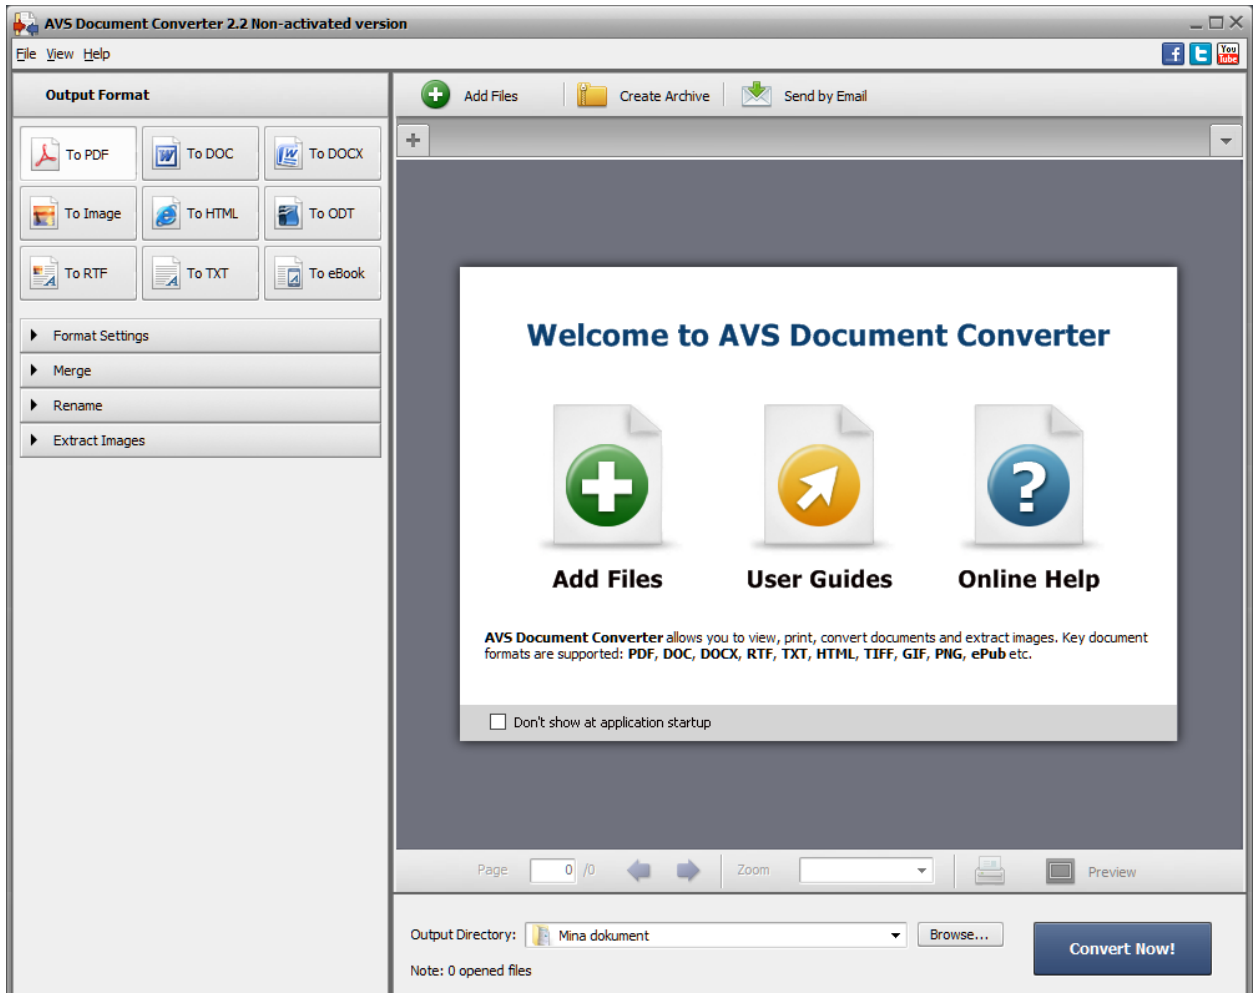 AVS Document Converter 2.2 Non-activated version
File View Help
f t You Tube
Output Format
Add Files Create Archive Send by Email
To PDF To DOC To DOCX
To Image To HTML To ODT
To RTF To TXT To eBook
Format Settings
Merge
Rename
Extract Images
Welcome to AVS Document Converter
Add Files User Guides Online Help
AVS Document Converter allows you to view, print, convert documents and extract images. Key document
formats are supported: PDF, DOC, DOCX, RTF, TXT, HTML, TIFF, GIF, PNG, ePub etc.
Don't show at application startup
Page 0 /0 Zoom Preview
Output Directory: Mina dokument Browse...
Convert Now!
Note: 0 opened files